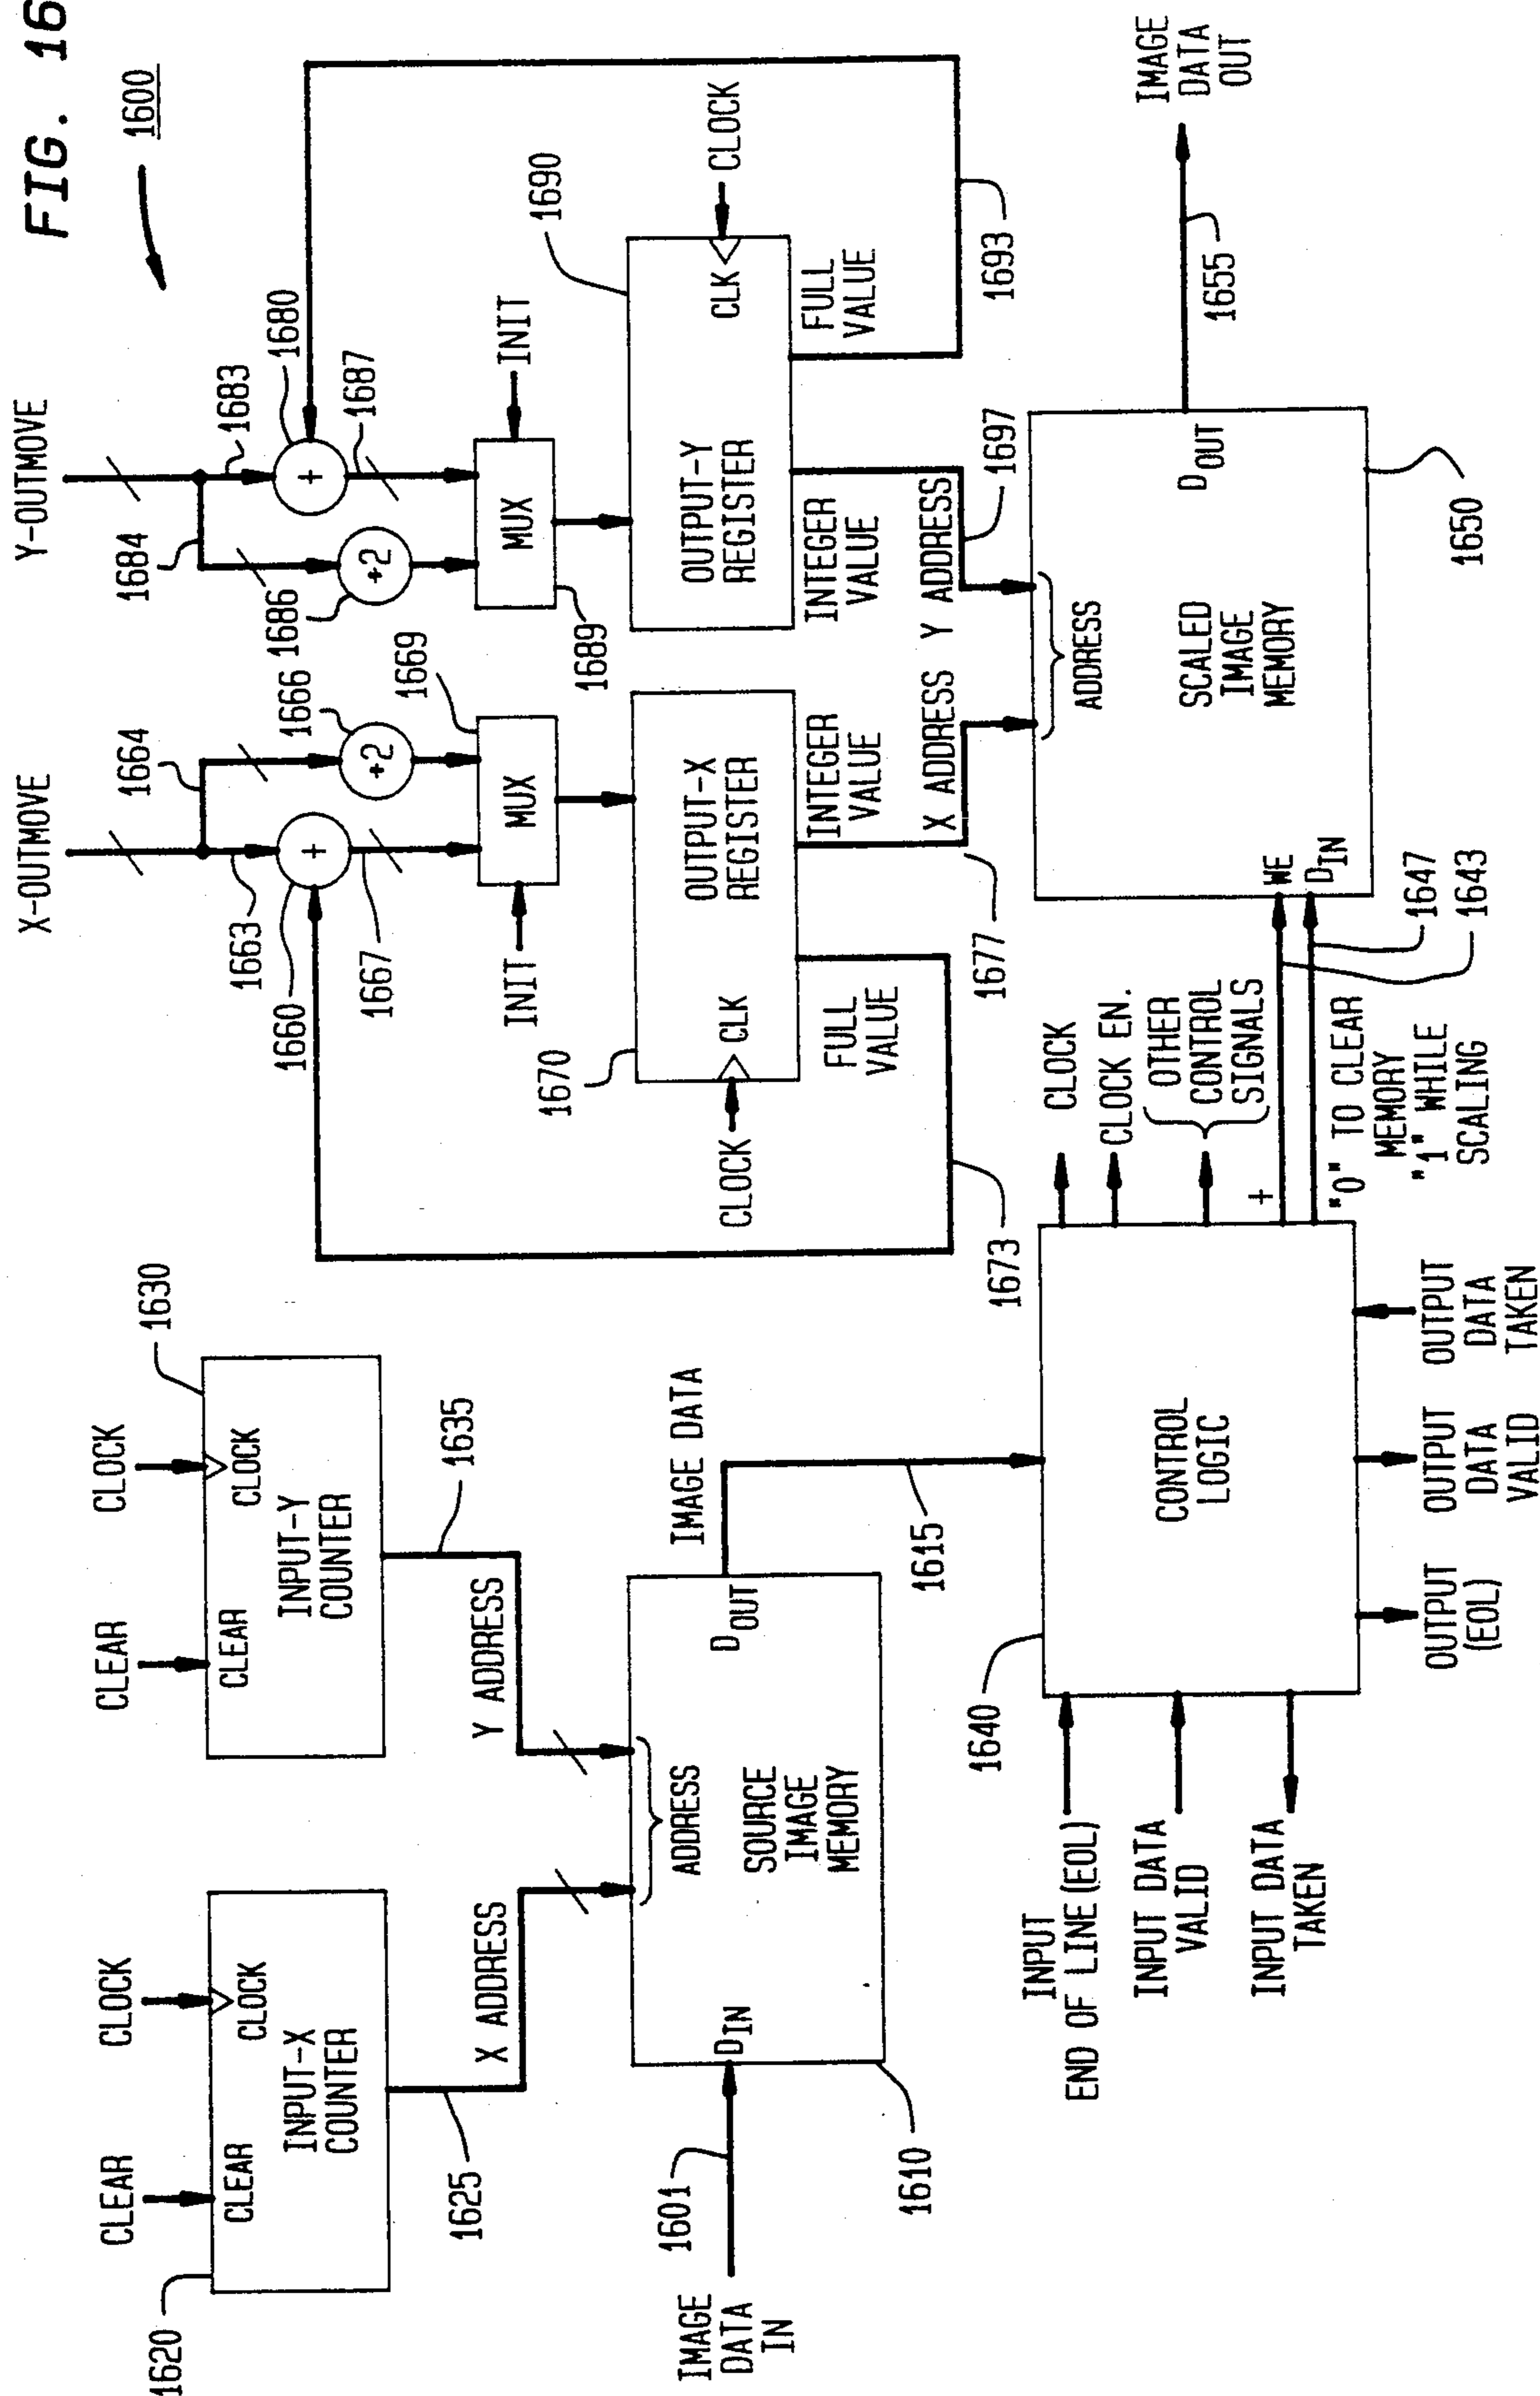 FIG. 16
1600
CLEAR
CLOCK
CLEAR
CLOCK
INPUT-X
COUNTER
1620
1625
X ADDRESS
CLEAR
CLOCK
CLEAR
CLOCK
INPUT-Y
COUNTER
1630
1635
Y ADDRESS
IMAGE
DATA
IN
1601
DIN
ADDRESS
SOURCE
IMAGE
MEMORY
DOUT
1610
IMAGE DATA
1615
X-OUTMOVE
1664
1663
1660
+
÷2
1666
1667
1669
INIT
MUX
1670
CLOCK
CLK
OUTPUT-X
REGISTER
FULL
VALUE
INTEGER
VALUE
1673
1677
X ADDRESS
Y-OUTMOVE
1684
1683
1680
÷2
+
1686
1687
MUX
INIT
1689
1690
OUTPUT-Y
REGISTER
CLK
CLOCK
INTEGER
VALUE
FULL
VALUE
1693
Y ADDRESS
1697
INPUT
END OF LINE (EOL)
INPUT DATA
VALID
INPUT DATA
TAKEN
1640
CONTROL
LOGIC
OUTPUT
(EOL)
OUTPUT
DATA
VALID
OUTPUT
DATA
TAKEN
CLOCK
CLOCK EN.
OTHER
CONTROL
SIGNALS
+
"0" TO CLEAR
MEMORY
"1" WHILE
SCALING
1647
1643
WE
DIN
ADDRESS
SCALED
IMAGE
MEMORY
DOUT
1650
1655
IMAGE
DATA
OUT